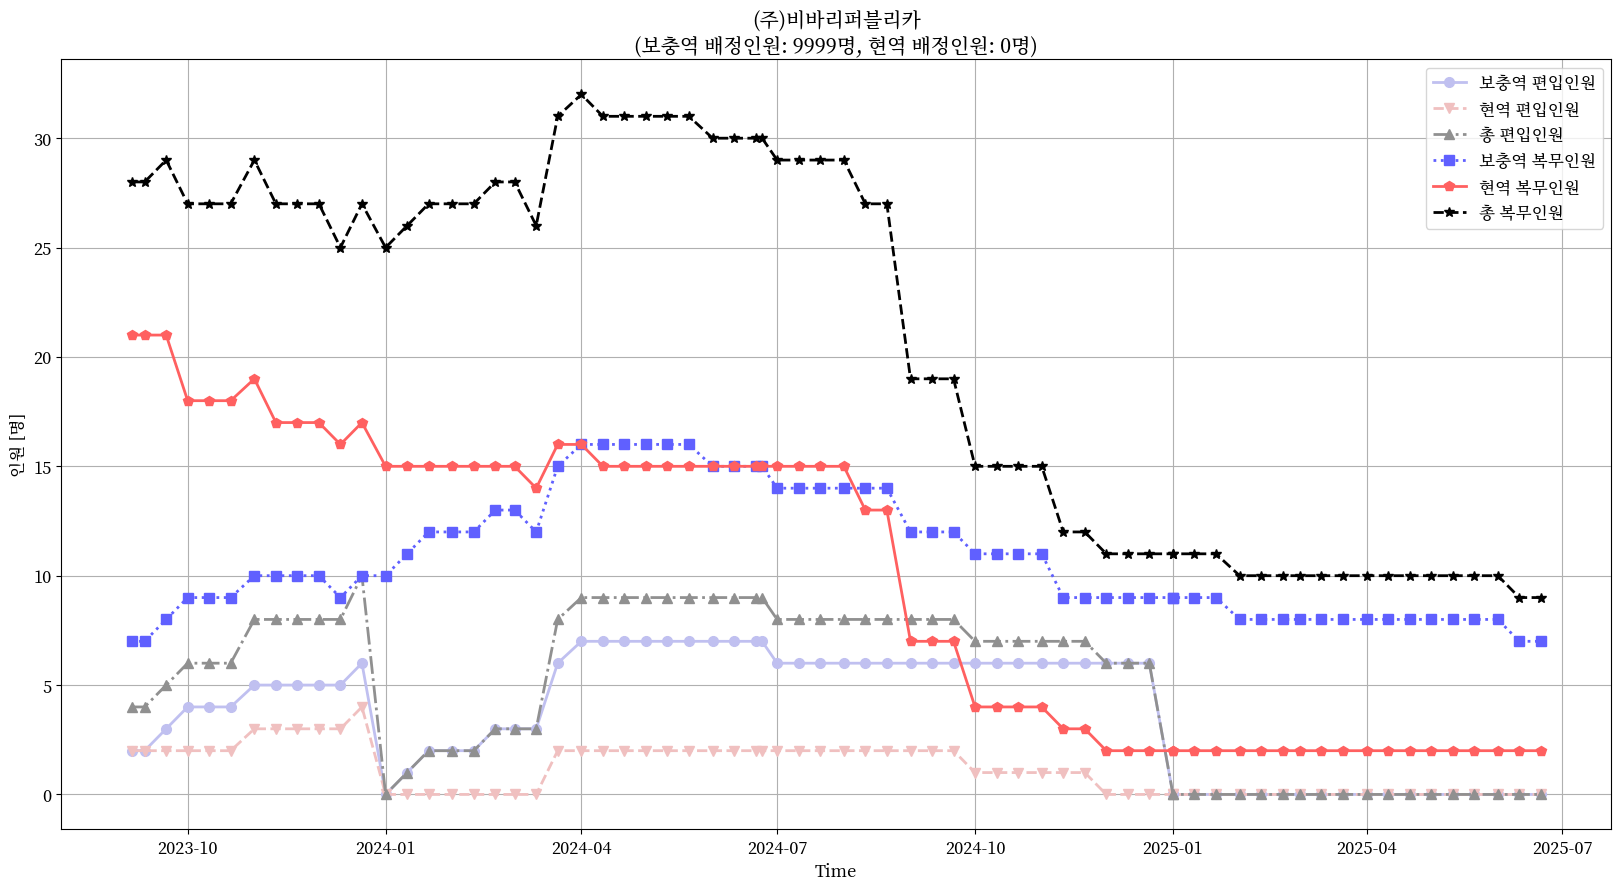 (주)비바리퍼블리카
(보충역 배정인원: 9999명, 현역 배정인원: 0명)
보충역 편입인원
현역 편입인원
총 편입인원
보충역 복무인원
현역 복무인원
총 복무인원
인원 [명]
30
25
20
15
10
5
0
2023-10
2024-01
2024-04
2024-07
2024-10
2025-01
2025-04
2025-07
Time